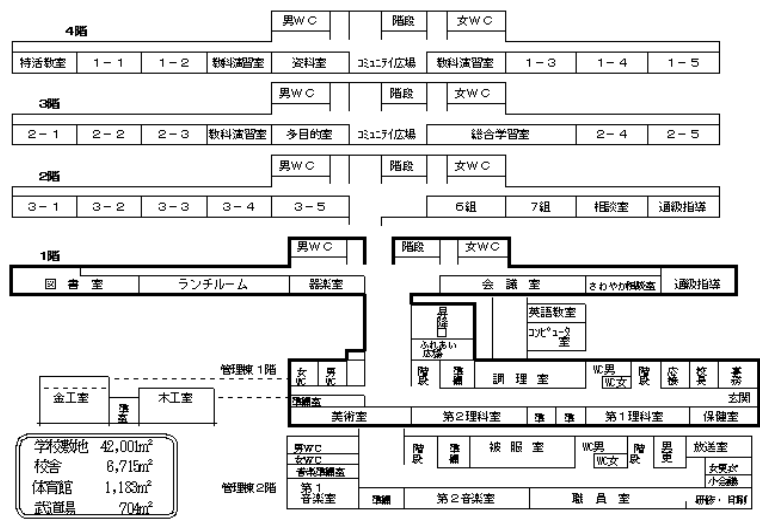 男WC 階段 女WC
4階
特活教室 1-1 1-2 教科演習室 資料室 コミュニティ広場 教科演習室 1-3 1-4 1-5
男WC 階段 女WC
3階
2-1 2-2 2-3 教科演習室 多目的室 コミュニティ広場 総合学習室 2-4 2-5
男WC 階段 女WC
2階
3-1 3-2 3-3 3-4 3-5 6組 7組 相談室 通級指導
男WC 階段 女WC
1階
図書室 ランチルーム 器楽室 会議室 さわやか相談室 通級指導
昇降口 英語教室
コンピュータ室
ふれあい広場
管理棟1階
女WC 男WC 階段 準備 調理室 WC男 WC女 階段 応接 校長 事務
玄関
金工室 準室 木工室 準備室
美術室 第2理科室 準 準 第1理科室 保健室
学校敷地 42,001㎡
校舎 6,715㎡
体育館 1,183㎡
武道場 704㎡
男WC 階段 準備 被服室 WC男 WC女 階段 男更 放送室
女WC
音楽準備室 女更衣
小会議
管理棟2階
第1音楽室 準備 第2音楽室 職員室 研修・印刷